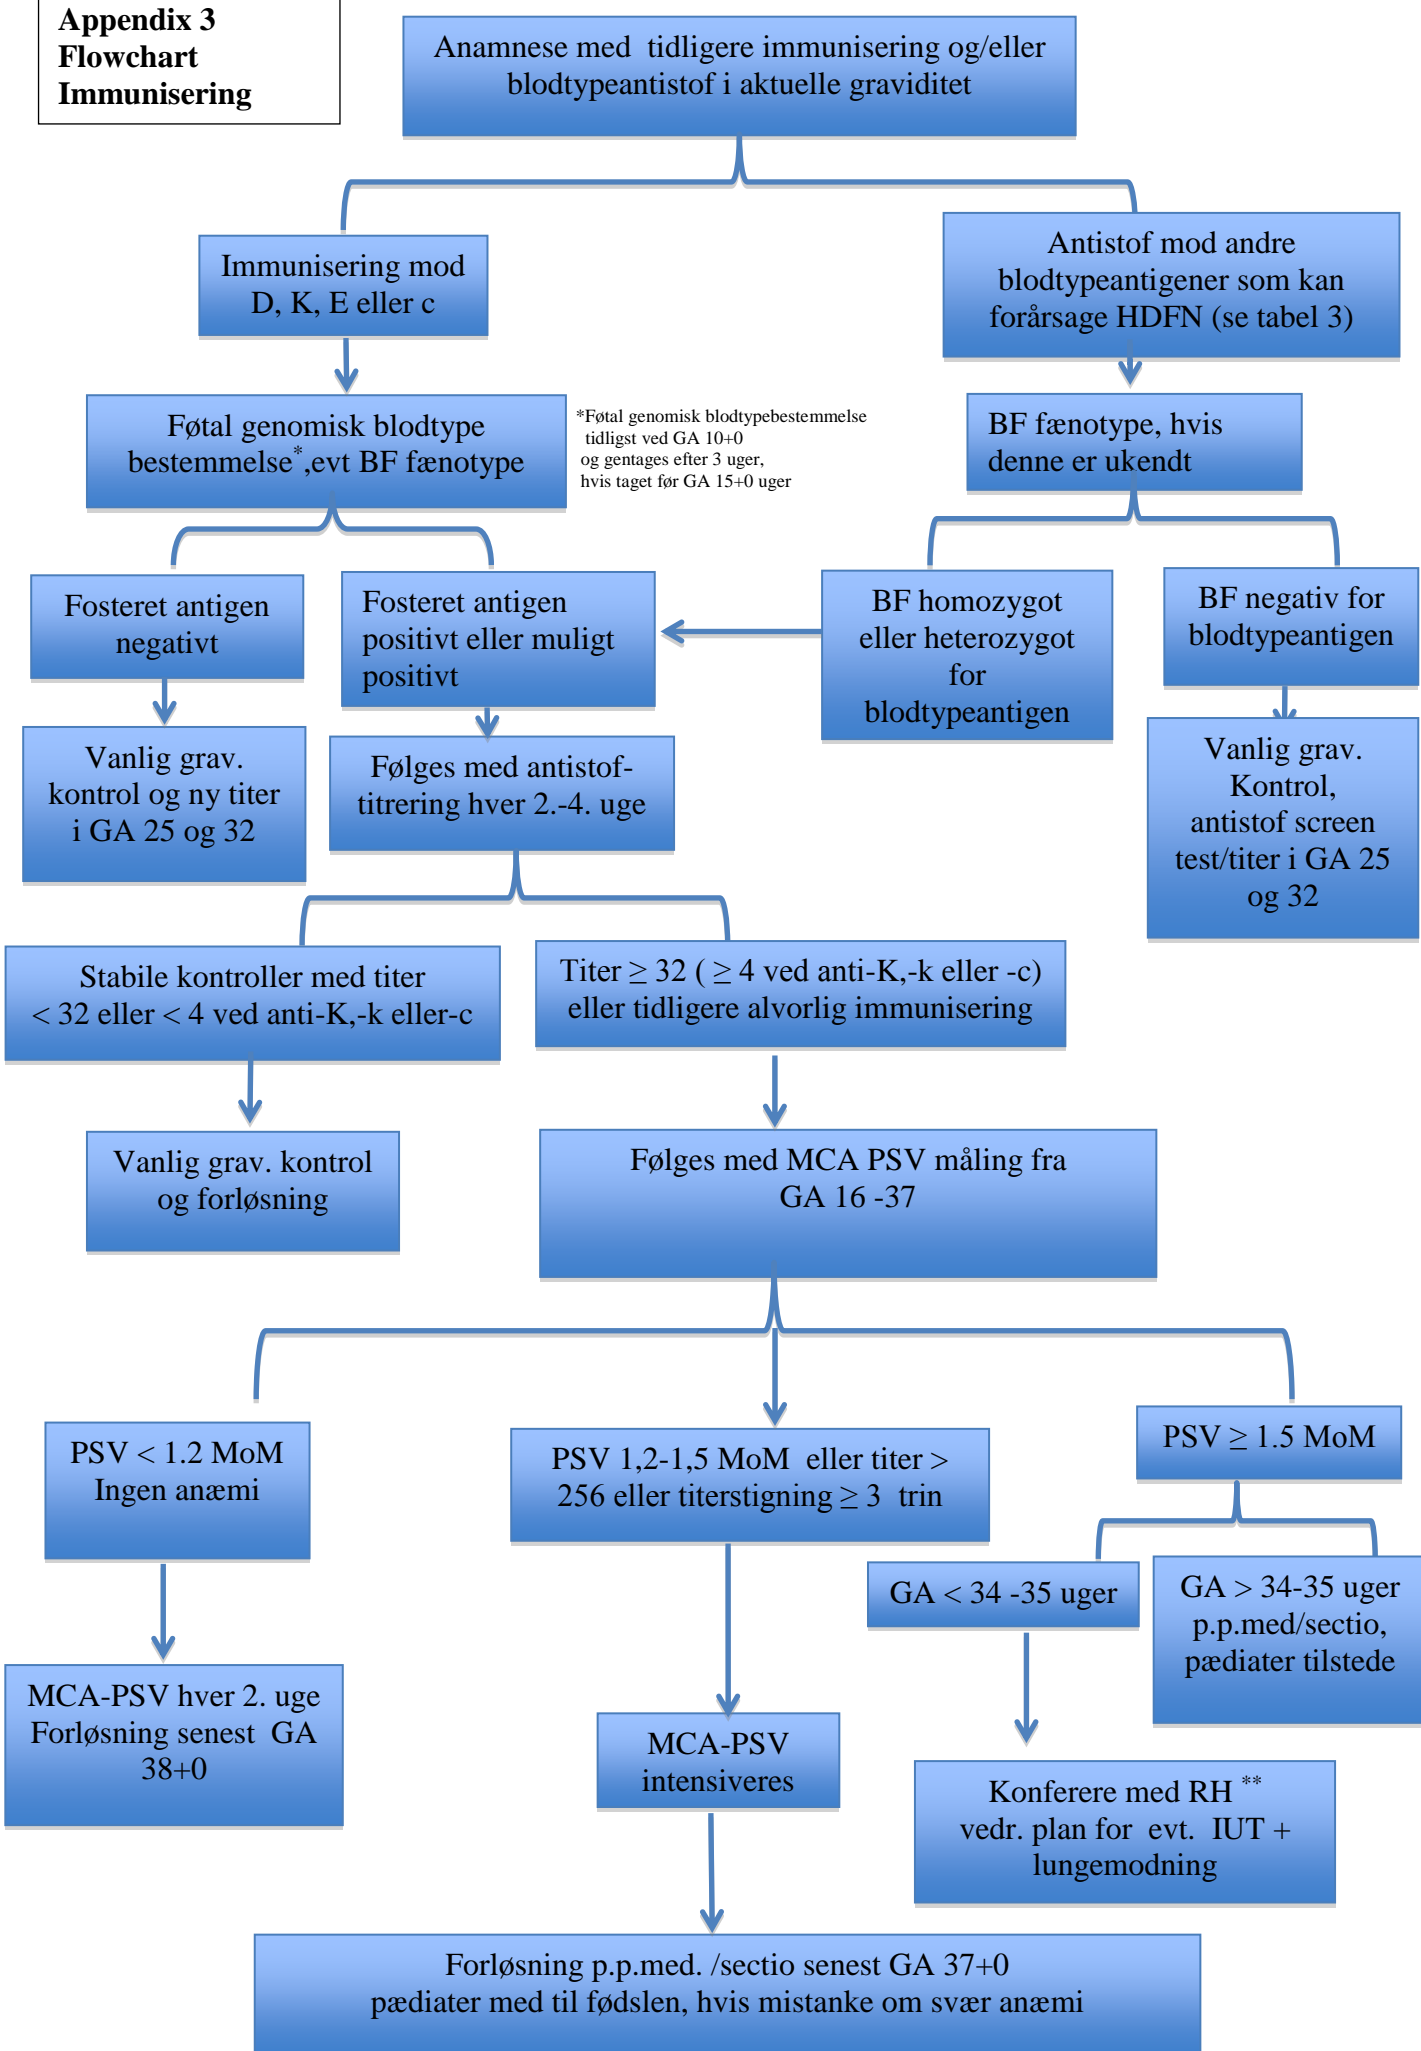 Appendix 3
Flowchart
Immunisering
Anamnese med tidligere immunisering og/eller
blodtypeantistof i aktuelle graviditet
Immunisering mod
D, K, E eller c
Antistof mod andre
blodtypeantigener som kan
forårsage HDFN (se tabel 3)
Føtal genomisk blodtype
bestemmelse*,evt BF fænotype
*Føtal genomisk blodtypebestemmelse
tidligst ved GA 10+0
og gentages efter 3 uger,
hvis taget før GA 15+0 uger
BF fænotype, hvis
denne er ukendt
Fosteret antigen
negativt
Fosteret antigen
positivt eller muligt
positivt
BF homozygot
eller heterozygot
for
blodtypeantigen
BF negativ for
blodtypeantigen
Vanlig grav.
kontrol og ny titer
i GA 25 og 32
Følges med antistof-
titrering hver 2.-4. uge
Vanlig grav.
Kontrol,
antistof screen
test/titer i GA 25
og 32
Stabile kontroller med titer
< 32 eller < 4 ved anti-K,-k eller-c
Titer ≥ 32 ( ≥ 4 ved anti-K,-k eller -c)
eller tidligere alvorlig immunisering
Vanlig grav. kontrol
og forløsning
Følges med MCA PSV måling fra
GA 16 -37
PSV < 1.2 MoM
Ingen anæmi
PSV 1,2-1,5 MoM eller titer >
256 eller titerstigning ≥ 3 trin
PSV ≥ 1.5 MoM
GA < 34 -35 uger
GA > 34-35 uger
p.p.med/sectio,
pædiater tilstede
MCA-PSV hver 2. uge
Forløsning senest GA
38+0
MCA-PSV
intensiveres
Konferere med RH **
vedr. plan for evt. IUT +
lungemodning
Forløsning p.p.med. /sectio senest GA 37+0
pædiater med til fødslen, hvis mistanke om svær anæmi